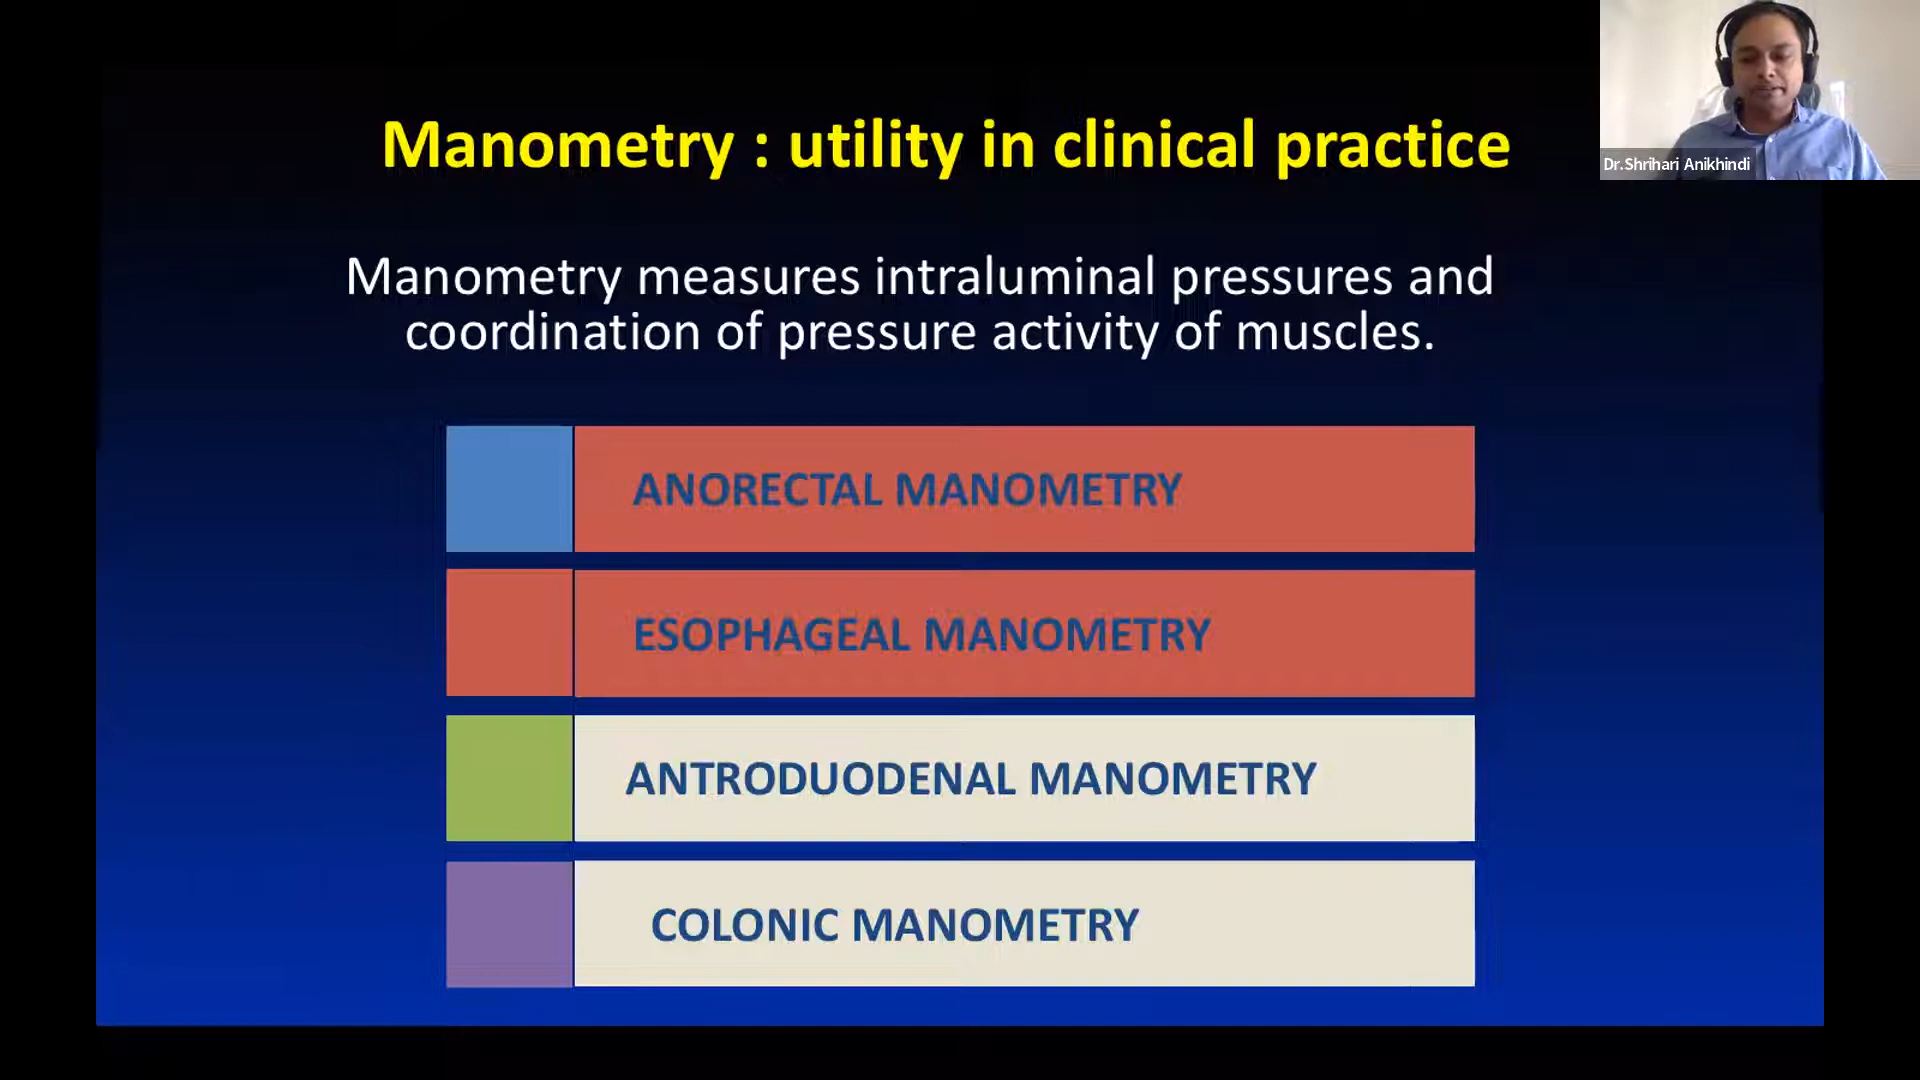 Manometry : utility in clinical practice
Dr.Shrihari Anikhindi
Manometry measures intraluminal pressures and
coordination of pressure activity of muscles.
ANORECTAL MANOMETRY
ESOPHAGEAL MANOMETRY
ANTRODUODENAL MANOMETRY
COLONIC MANOMETRY